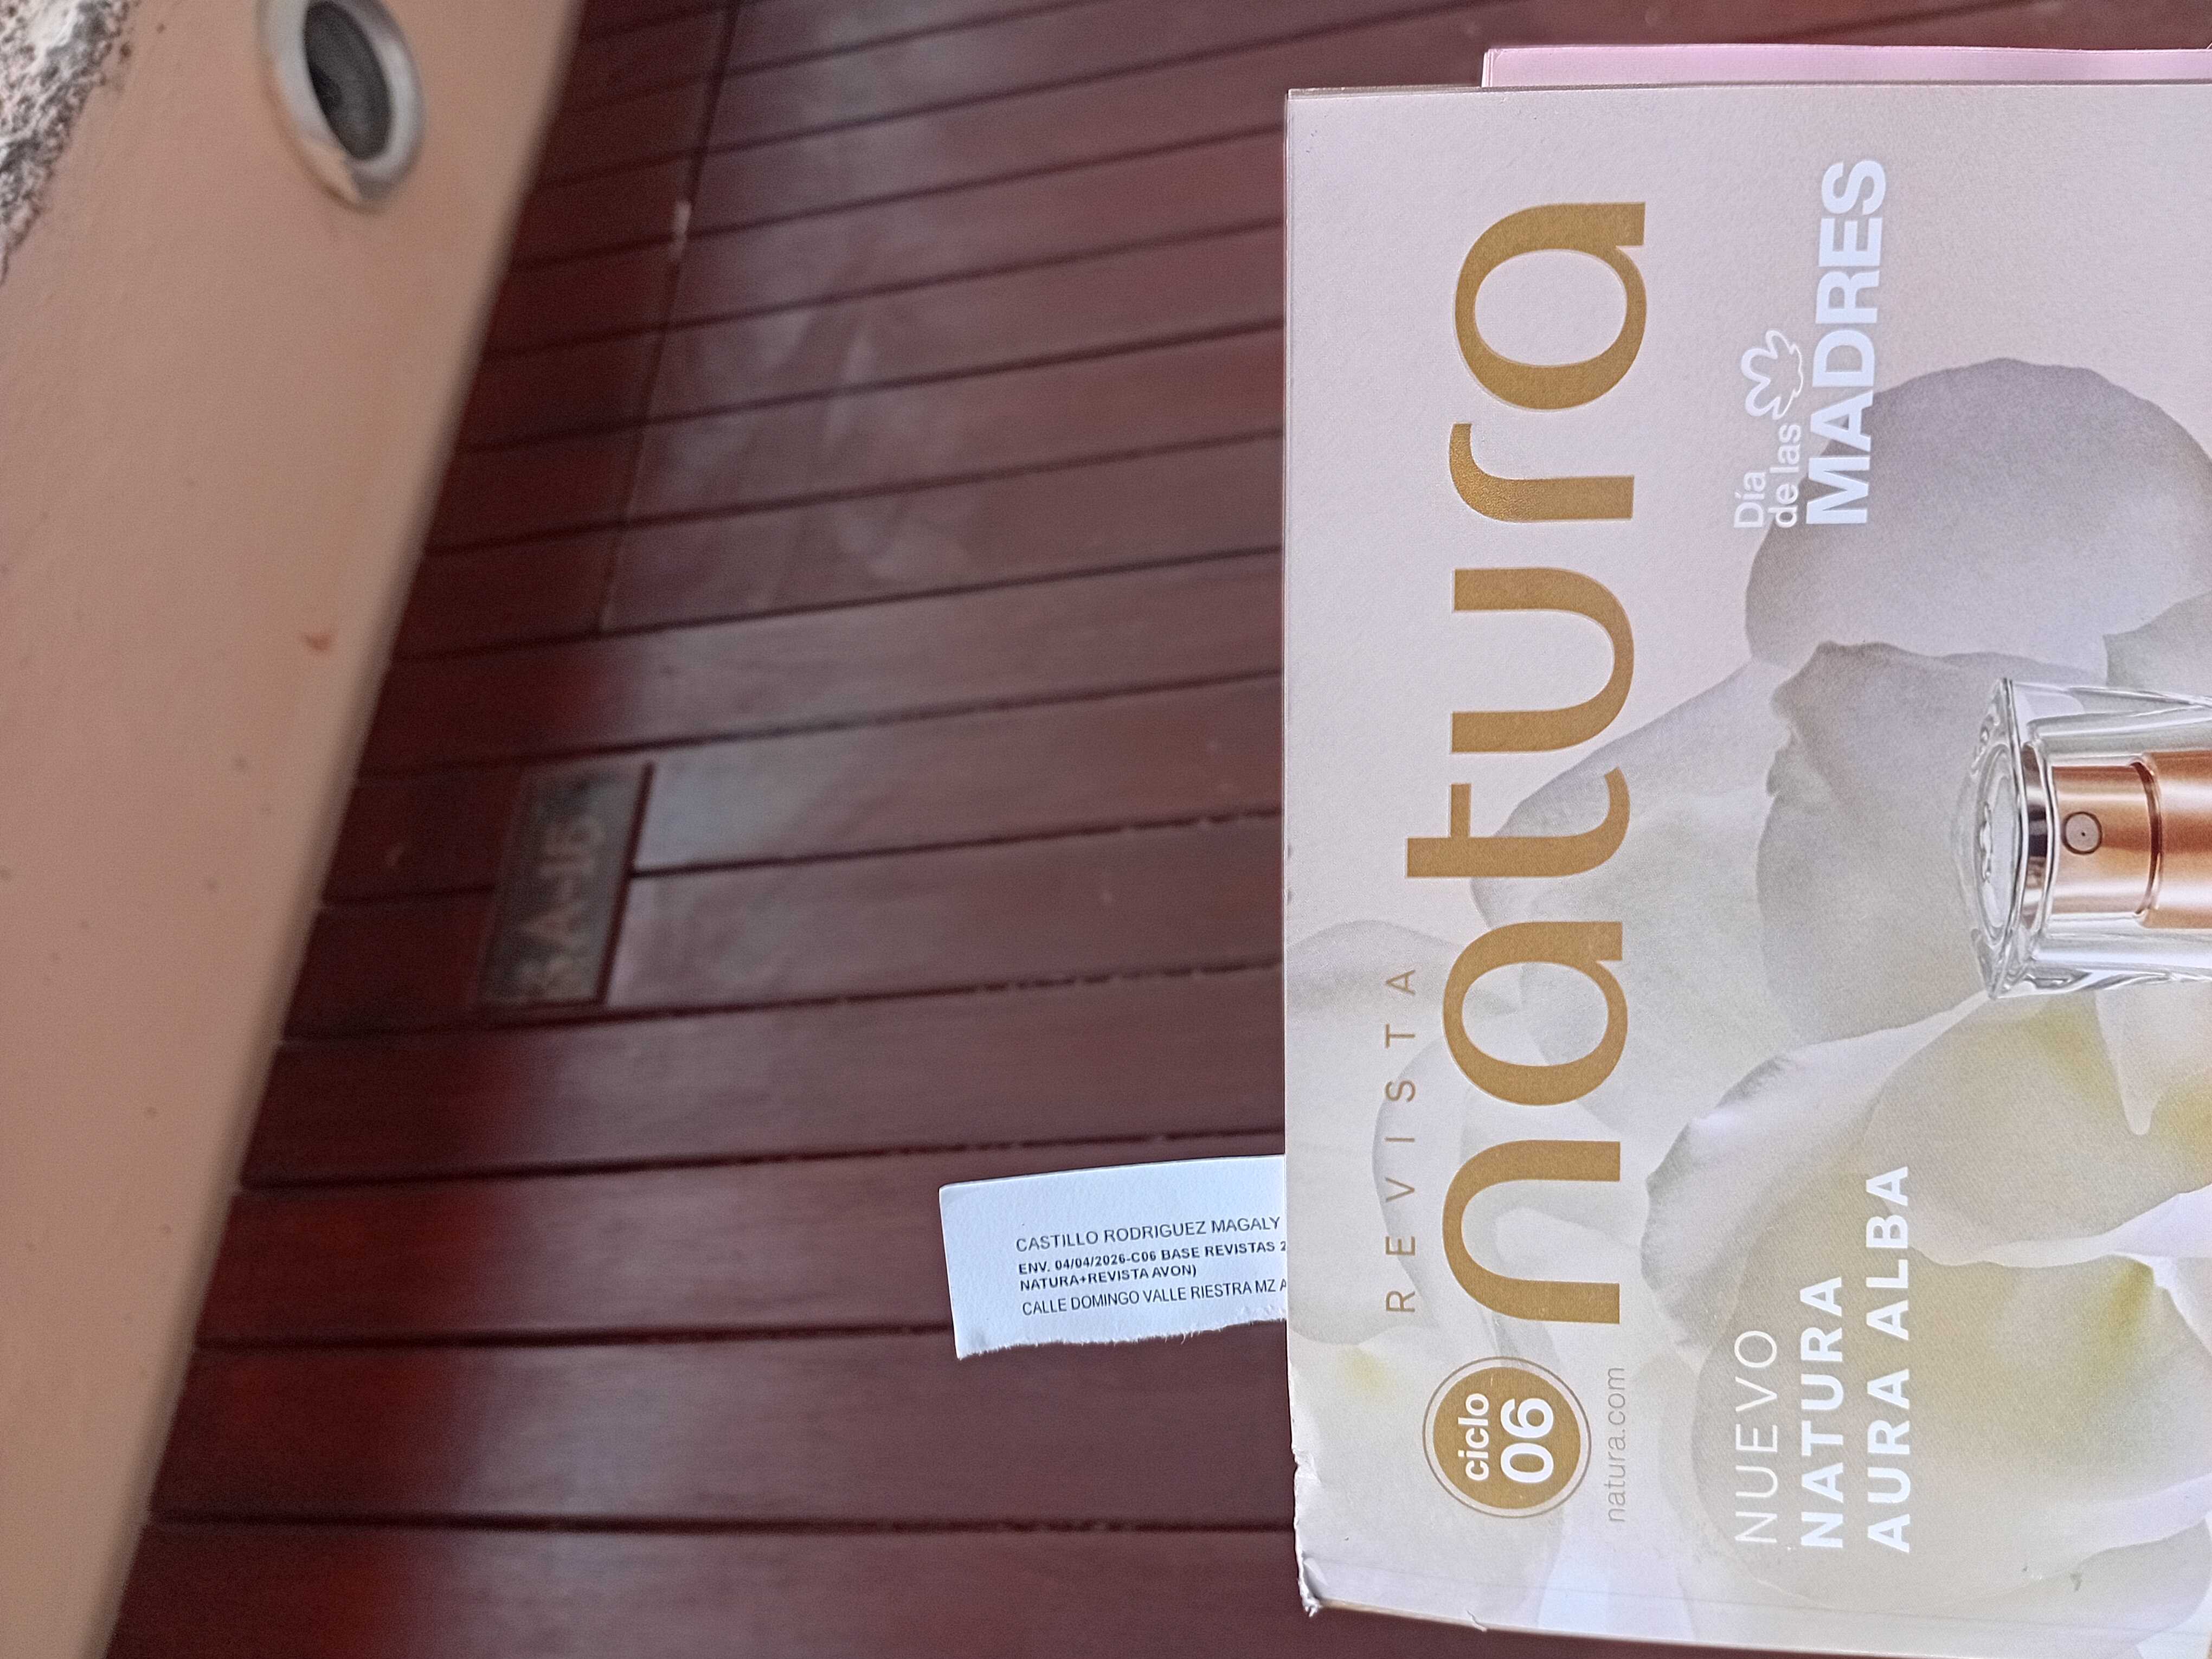 REVISTA
natura
ciclo
06
natura.com
Día
de las
MADRES
NUEVO
NATURA
AURA ALBA
CASTILLO RODRIGUEZ MAGALY
ENV. 04/04/2026-C06 BASE REVISTAS 2
NATURA+REVISTA AVON)
CALLE DOMINGO VALLE RIESTRA MZ A